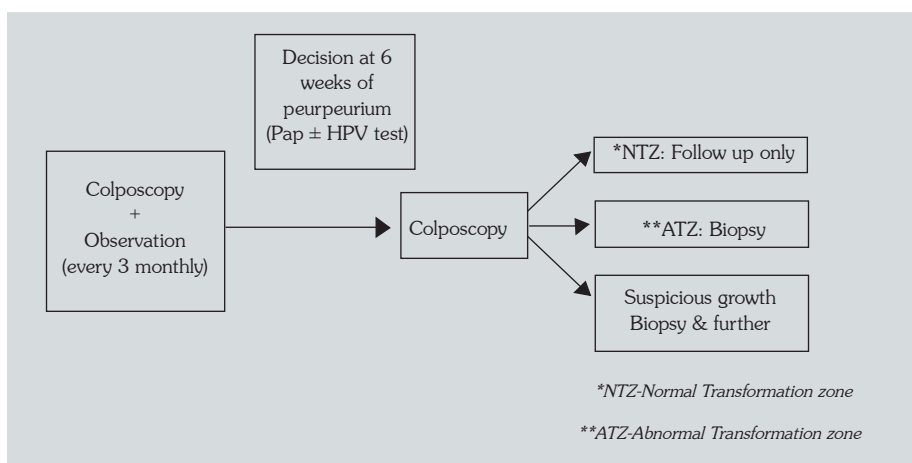 Decision at 6
weeks of
peurpeurium
(Pap ± HPV test)
Colposcopy
+
Observation
(every 3 monthly)
Colposcopy
*NTZ: Follow up only
**ATZ: Biopsy
Suspicious growth
Biopsy & further
*NTZ-Normal Transformation zone
**ATZ-Abnormal Transformation zone